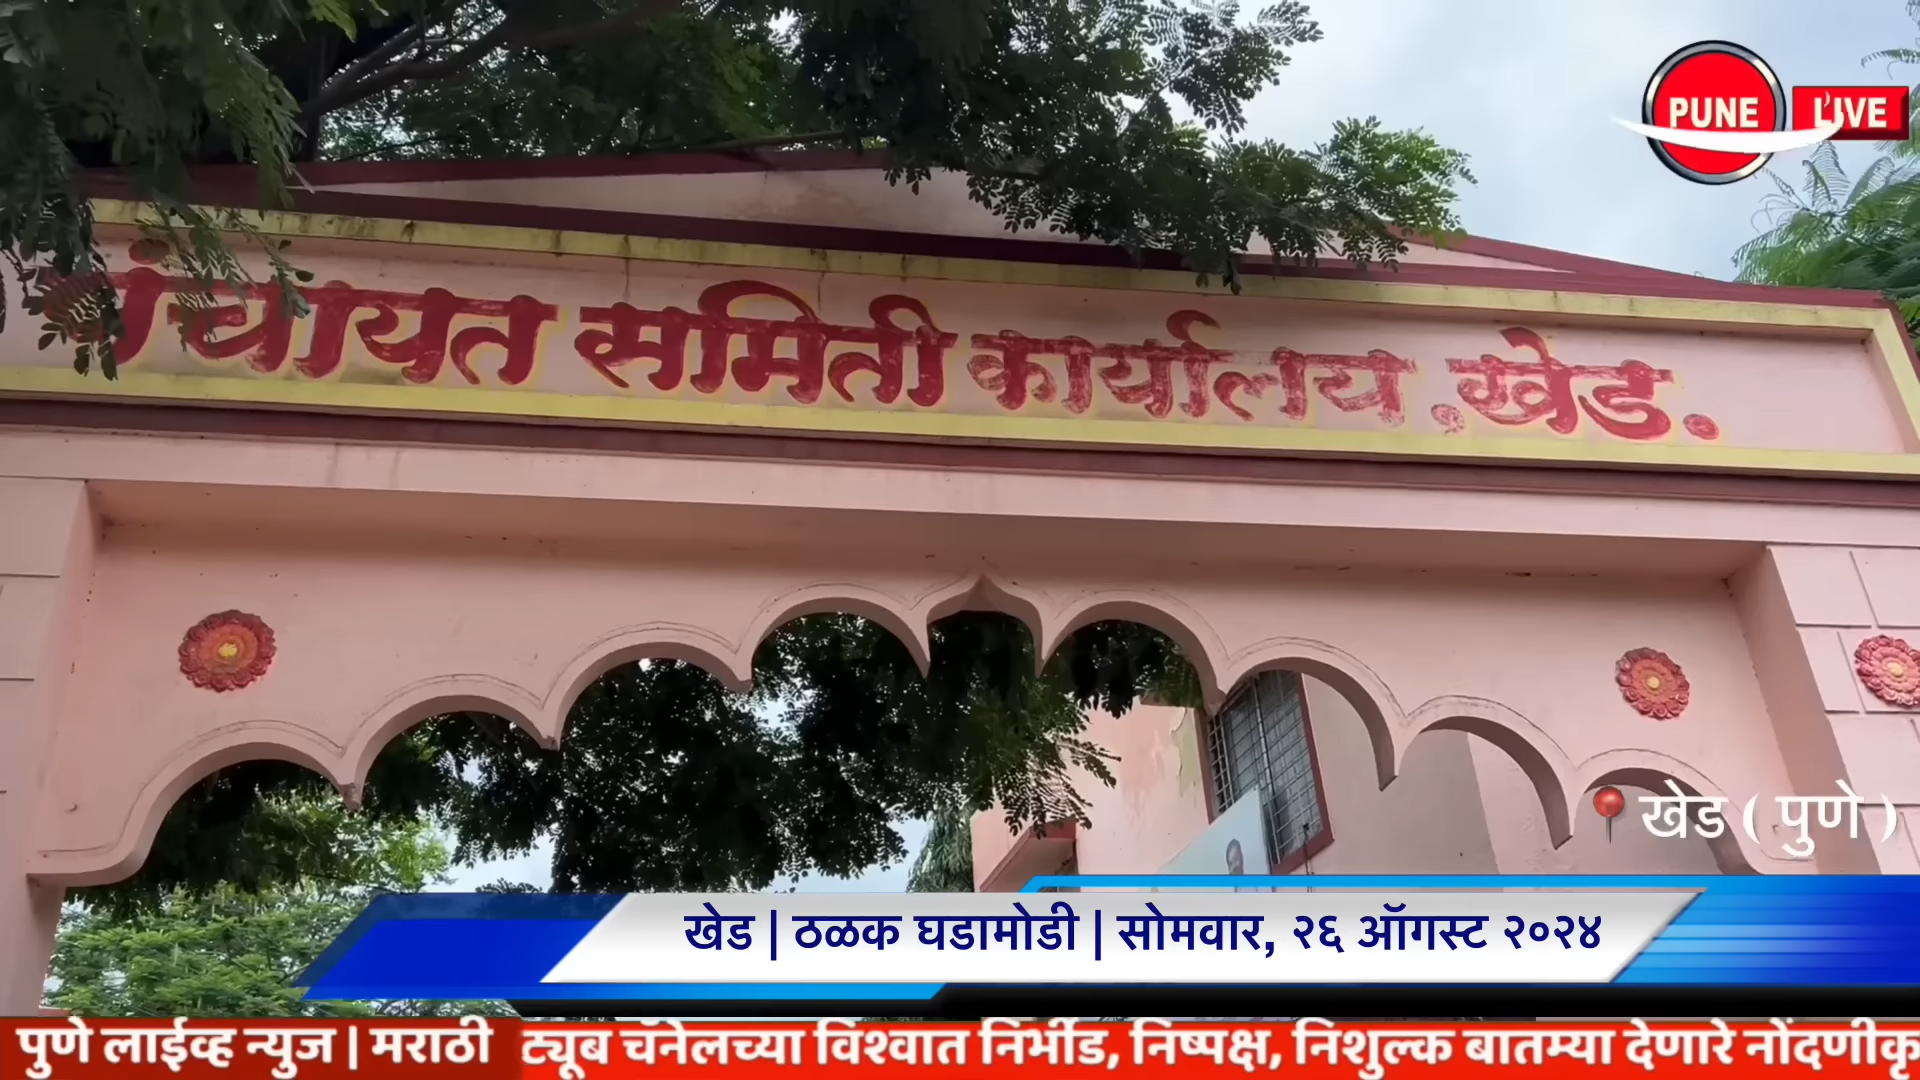 PUNE LIVE
पंचायत समिती कार्यालय .खेड.
खेड ( पुणे )
खेड | ठळक घडामोडी | सोमवार, २६ ऑगस्ट २०२४
पुणे लाईव्ह न्युज | मराठी
ट्यूब चॅनेलच्या विश्वात निर्भीड, निष्पक्ष, निशुल्क बातम्या देणारे नोंदणीकृ